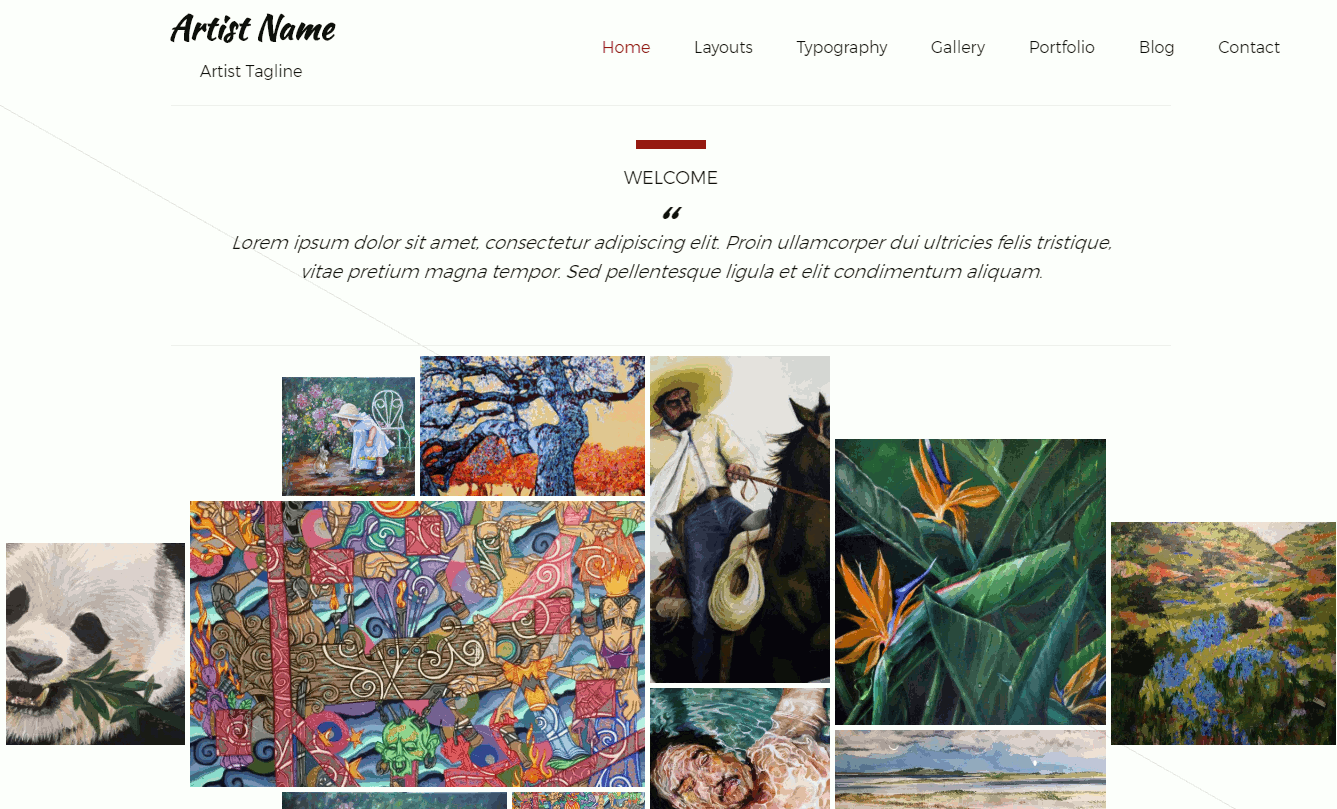 Artist Name
Artist Tagline
Home Layouts Typography Gallery Portfolio Blog Contact
WELCOME
“
Lorem ipsum dolor sit amet, consectetur adipiscing elit. Proin ullamcorper dui ultricies felis tristique,
vitae pretium magna tempor. Sed pellentesque ligula et elit condimentum aliquam.